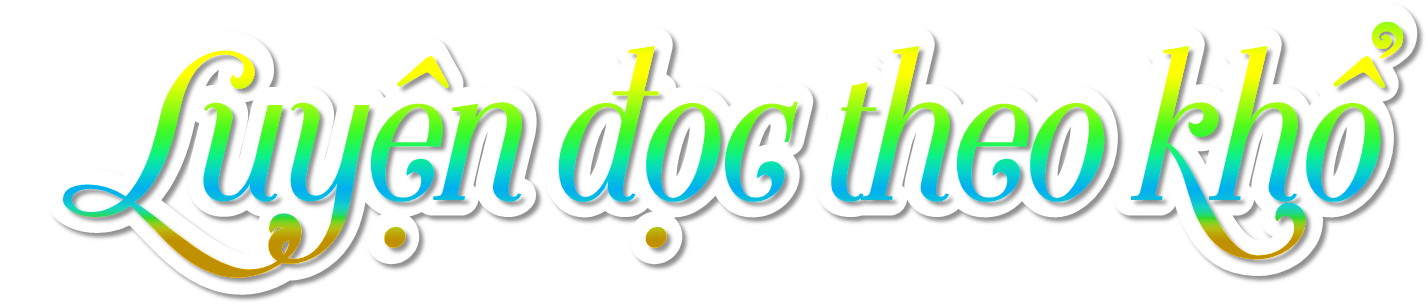 Luyện đọc theo khổ